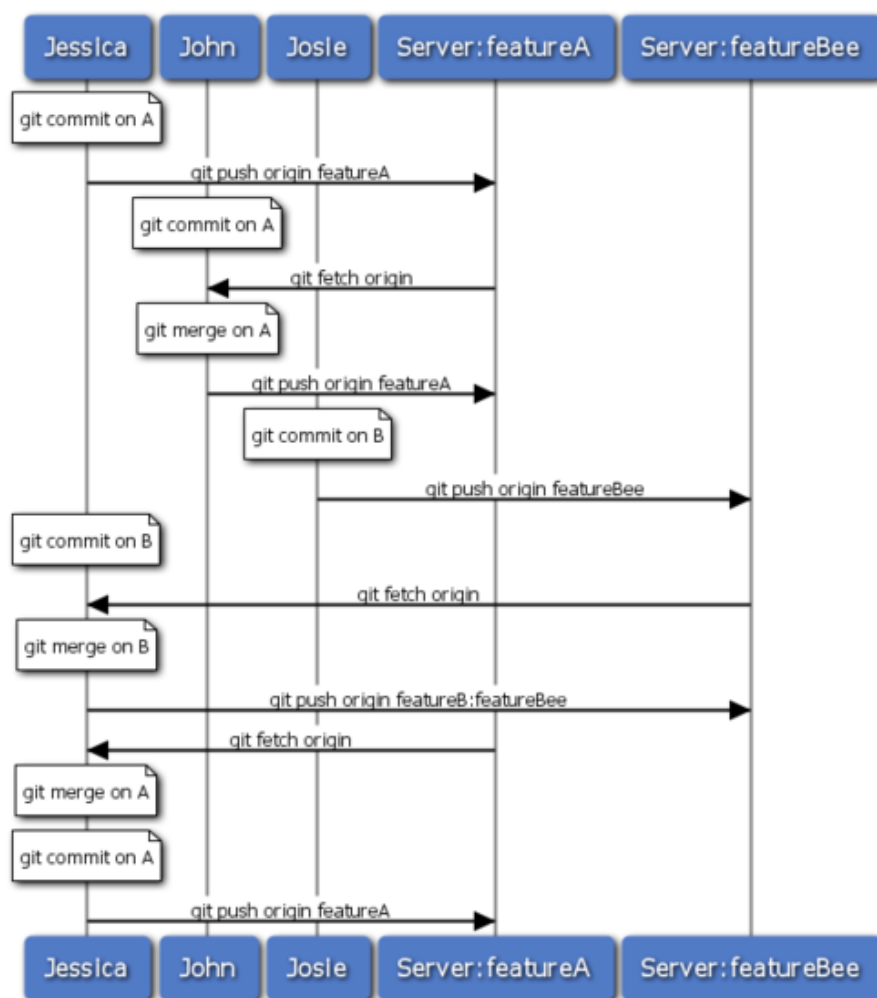 Jessica John Josie Server:featureA Server:featureBee
git commit on A
git push origin featureA
git commit on A
git fetch origin
git merge on A
git push origin featureA
git commit on B
git push origin featureBee
git commit on B
git fetch origin
git merge on B
git push origin featureB:featureBee
git fetch origin
git merge on A
git commit on A
git push origin featureA
Jessica John Josie Server:featureA Server:featureBee